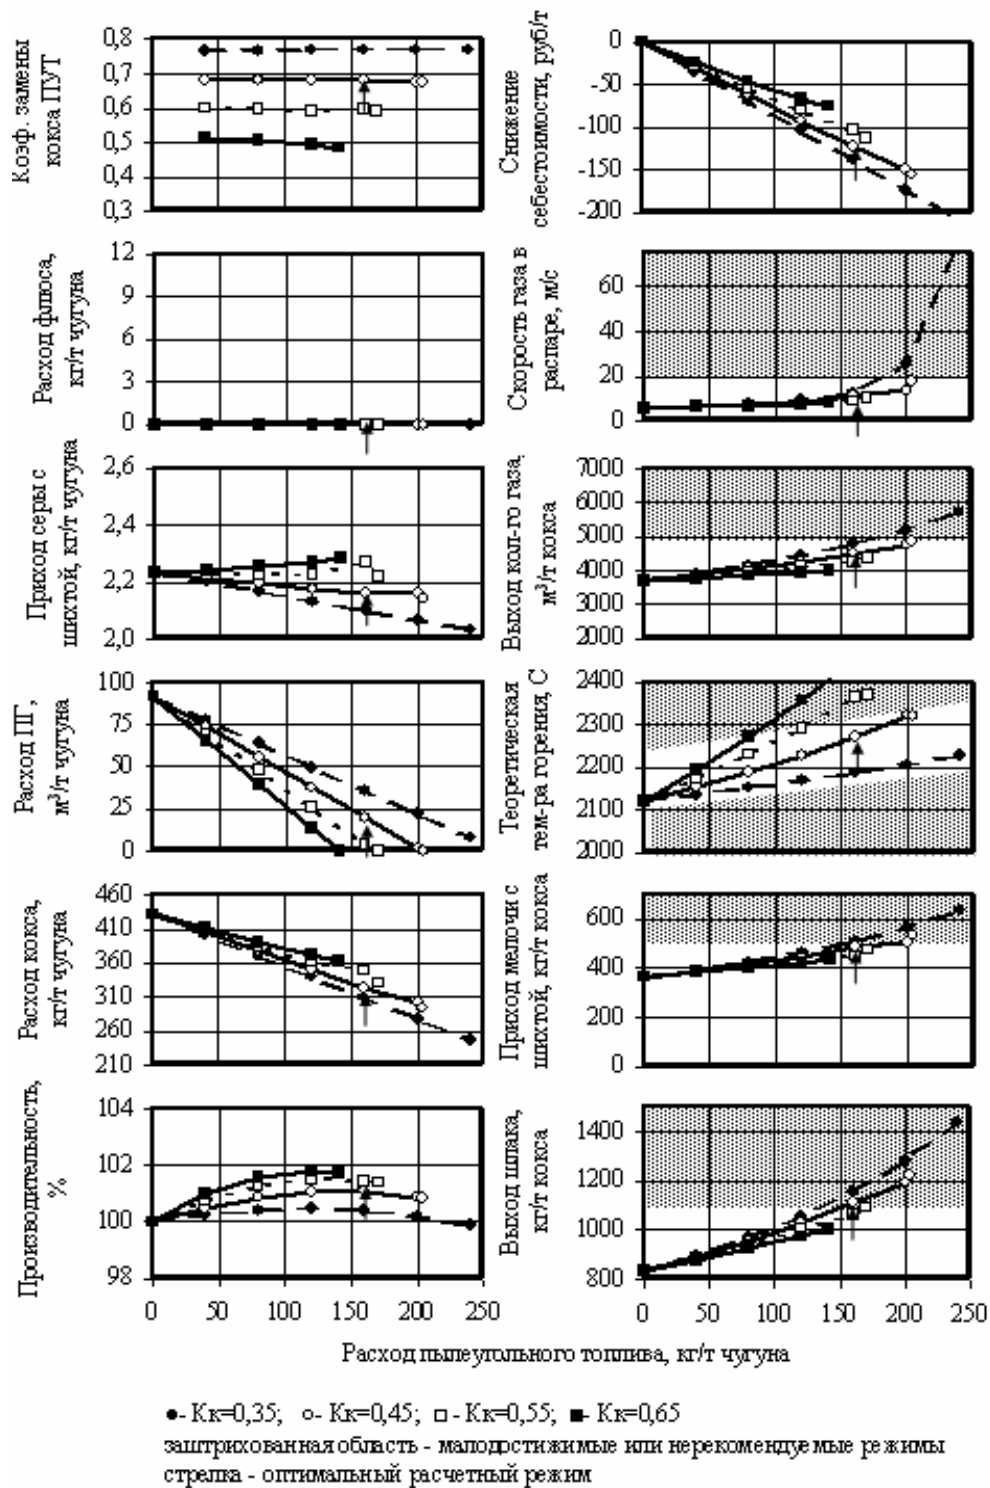 Коэф. замены
кокса ПУТ
0,8
0,7
0,6
0,5
0,4
0,3
Снижение
себестоимости, руб/т
0
-50
-100
-150
-200
Расход флюса,
кг/т чугуна
12
9
6
3
0
Скорость газа в
распаре, м/с
60
40
20
0
Приход серы с
шихтой, кг/т чугуна
2,6
2,4
2,2
2,0
Выход кол-го газа,
м³/т кокса
7000
6000
5000
4000
3000
2000
Расход ПГ,
м³/т чугуна
100
75
50
25
0
Теоретическая
тем-ра горения, С
2400
2300
2200
2100
2000
Расход кокса,
кг/т чугуна
460
410
360
310
260
210
Приход мелочи с
шихтой, кг/т кокса
600
400
200
0
Производительность,
%
104
102
100
98
0 50 100 150 200 250
Выход шлака,
кг/т кокса
1400
1200
1000
800
0 50 100 150 200 250
Расход пылеугольного топлива, кг/т чугуна
- Кк=0,35; - Кк=0,45; - Кк=0,55; - Кк=0,65
заштрихованная область - малодостижимые или нерекомендуемые режимы
стрелка - оптимальный расчетный режим